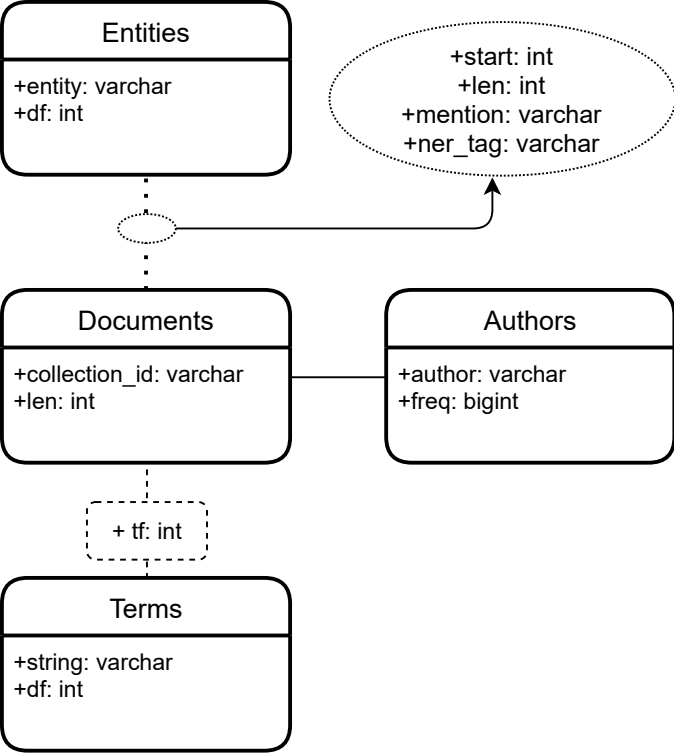 Entities
+entity: varchar
+df: int
+start: int
+len: int
+mention: varchar
+ner_tag: varchar
Documents
+collection_id: varchar
+len: int
Authors
+author: varchar
+freq: bigint
+ tf: int
Terms
+string: varchar
+df: int